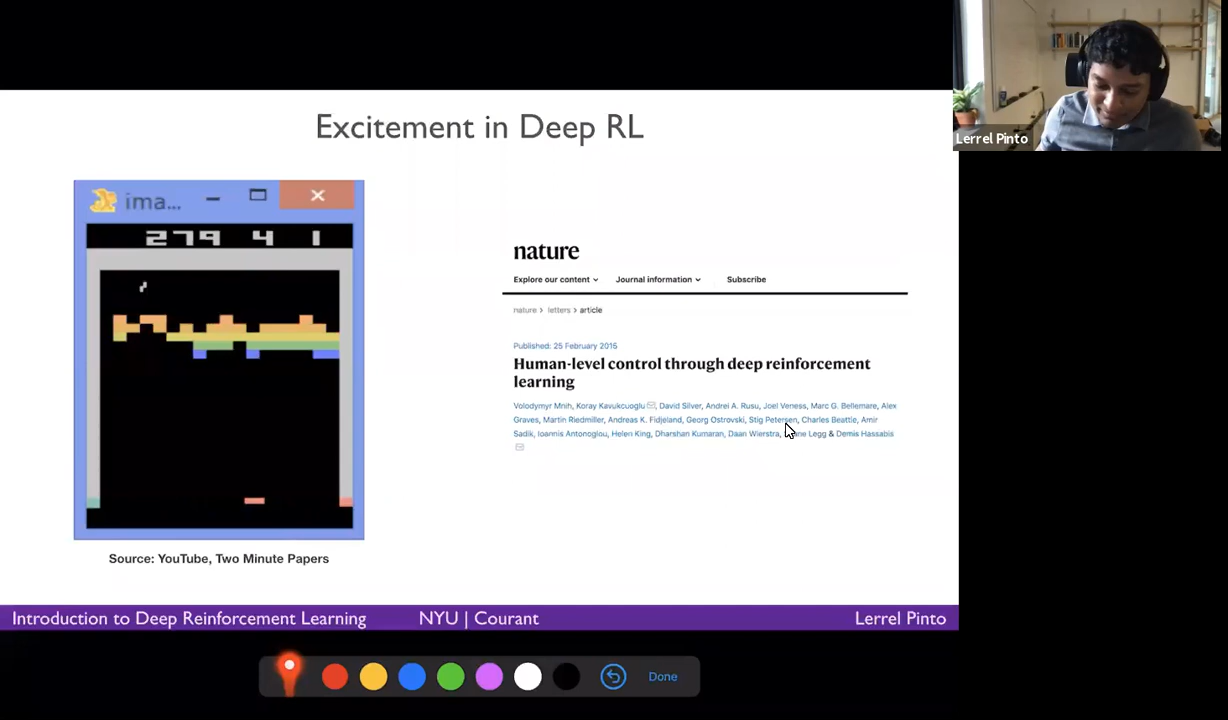 Excitement in Deep RL
Lerrel Pinto
ima...
279 4 1
nature
Explore our content Journal information Subscribe
nature > letters > article
Published: 25 February 2015
Human-level control through deep reinforcement
learning
Volodymyr Mnih, Koray Kavukcuoglu, David Silver, Andrei A. Rusu, Joel Veness, Marc G. Bellemare, Alex
Graves, Martin Riedmiller, Andreas K. Fidjeland, Georg Ostrovski, Stig Petersen, Charles Beattie, Amir
Sadik, Ioannis Antonoglou, Helen King, Dharshan Kumaran, Daan Wierstra, Legg & Demis Hassabis
Source: YouTube, Two Minute Papers
Introduction to Deep Reinforcement Learning NYU | Courant Lerrel Pinto
Done